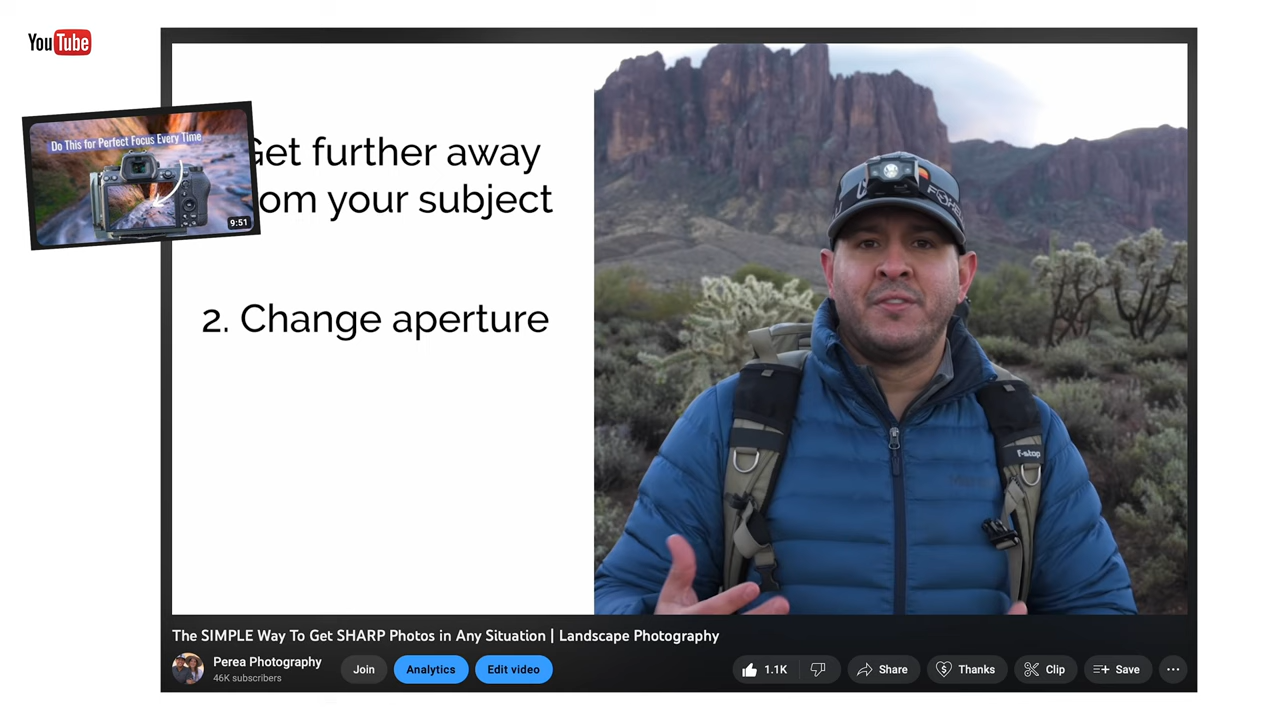 YouTube
Do This for Perfect Focus Every Time
9:51
Get further away
om your subject
2. Change aperture
f-stop
The SIMPLE Way To Get SHARP Photos in Any Situation | Landscape Photography
Perea Photography
46K subscribers
Join
Analytics
Edit video
1.1K
Share
Thanks
Clip
Save